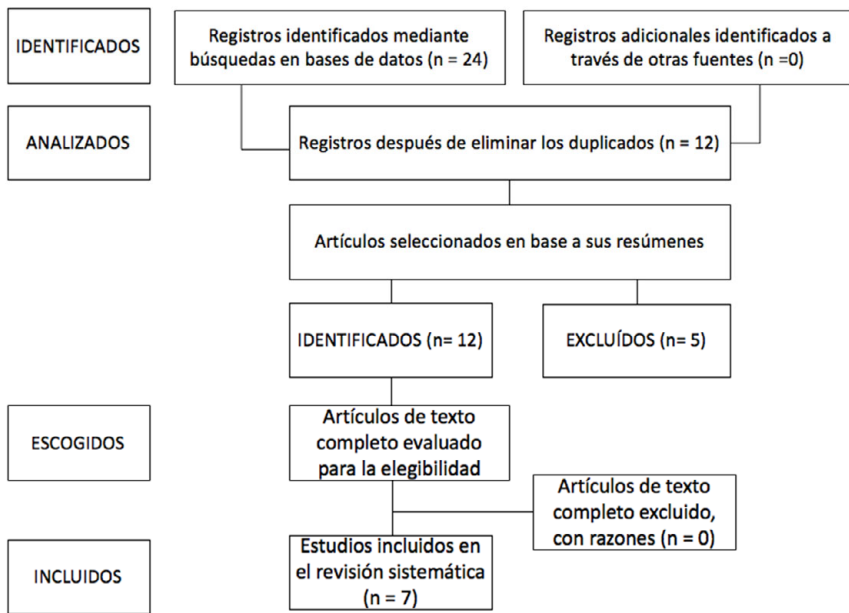 IDENTIFICADOS
Registros identificados mediante
búsquedas en bases de datos (n = 24)
Registros adicionales identificados a
través de otras fuentes (n =0)
ANALIZADOS
Registros después de eliminar los duplicados (n = 12)
Artículos seleccionados en base a sus resúmenes
IDENTIFICADOS (n= 12)
EXCLUÍDOS (n= 5)
ESCOGIDOS
Artículos de texto
completo evaluado
para la elegibilidad
Artículos de texto
completo excluido,
con razones (n = 0)
INCLUIDOS
Estudios incluidos en
el revisión sistemática
(n = 7)